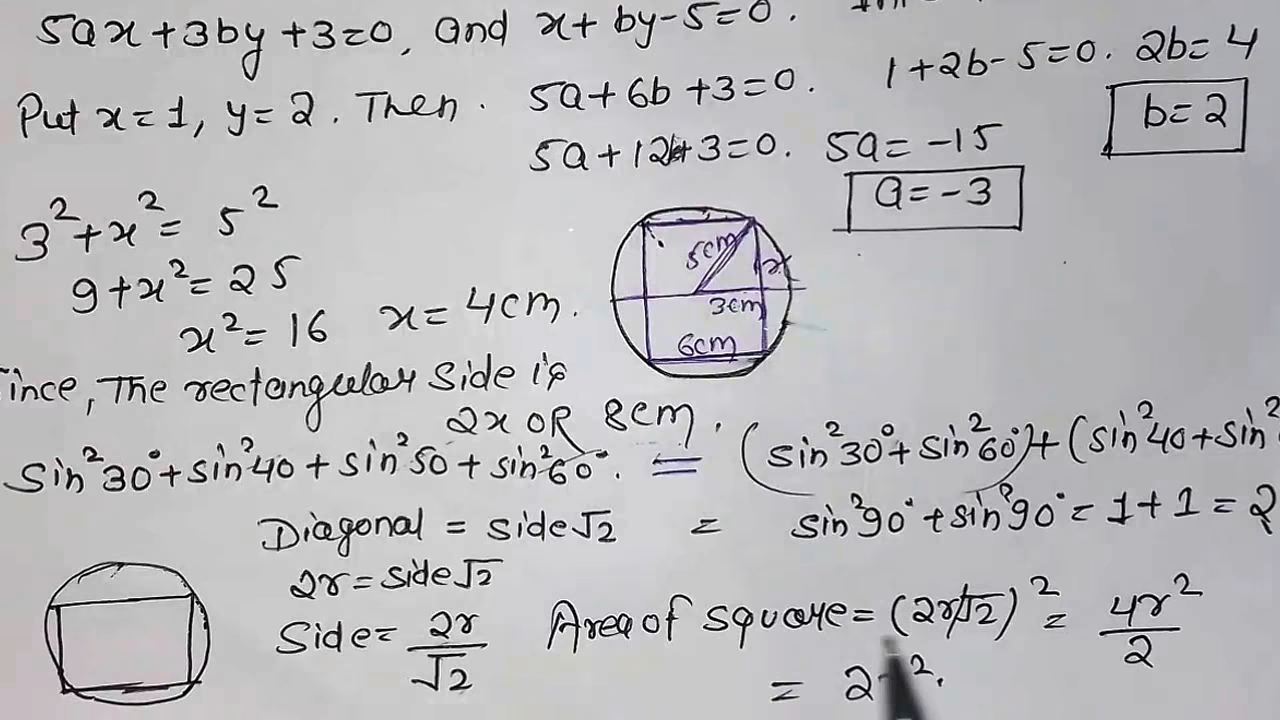 5ax+3by+3=0, and x+by-5=0.
1+2b-5=0. 2b=4
Put x=1, y=2. Then. 5a+6b+3=0.
b=2
5a+12+3=0. 5a=-15
a=-3
3²+x²= 5²
9+x²=25
x²=16 x=4cm.
5cm
x
3cm
6cm
ince, The rectangular side is
2x OR 8cm.
sin²30°+sin²40+sin²50+sin²60°. = (sin²30°+sin²60°)+(sin²40+sin²
sin²90°+sin²90°=1+1=2
Diagonal = side√2 =
2r=side√2
Side= 2r/√2
Area of square=(2r/√2)²= 4r²/2
= 2 ².